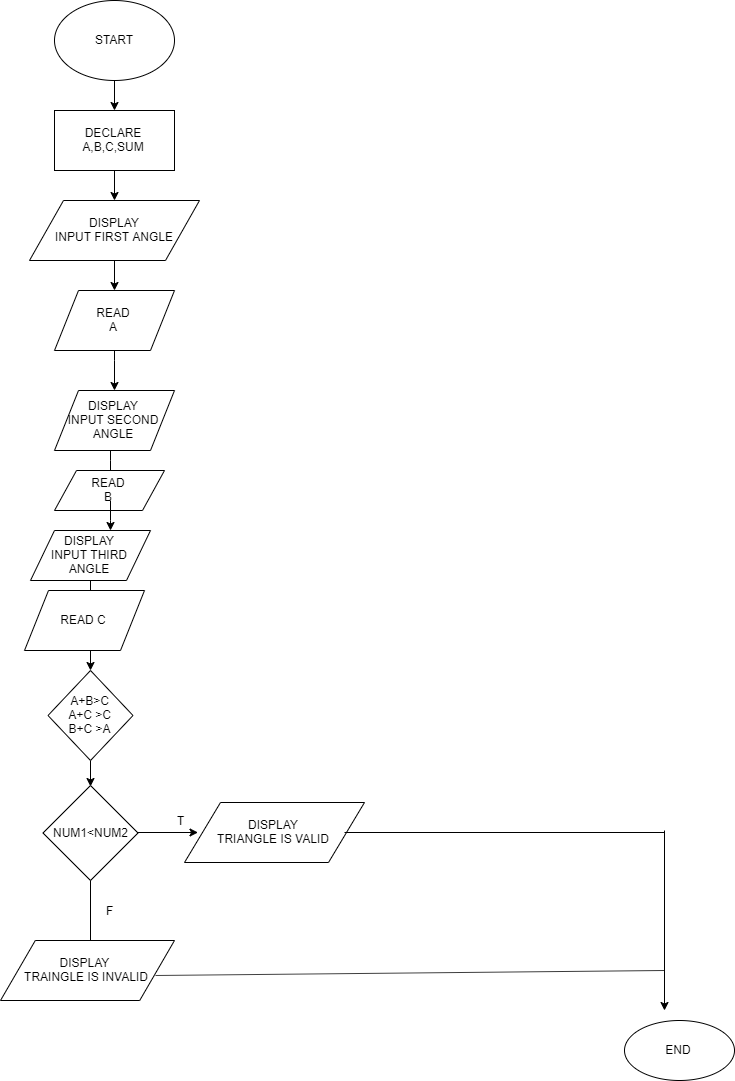 START
DECLARE
A,B,C,SUM
DISPLAY
INPUT FIRST ANGLE
READ
A
DISPLAY
INPUT SECOND
ANGLE
READ
B
DISPLAY
INPUT THIRD
ANGLE
READ C
A+B>C
A+C >C
B+C >A
NUM1<NUM2
T
DISPLAY
TRIANGLE IS VALID
F
DISPLAY
TRAINGLE IS INVALID
END